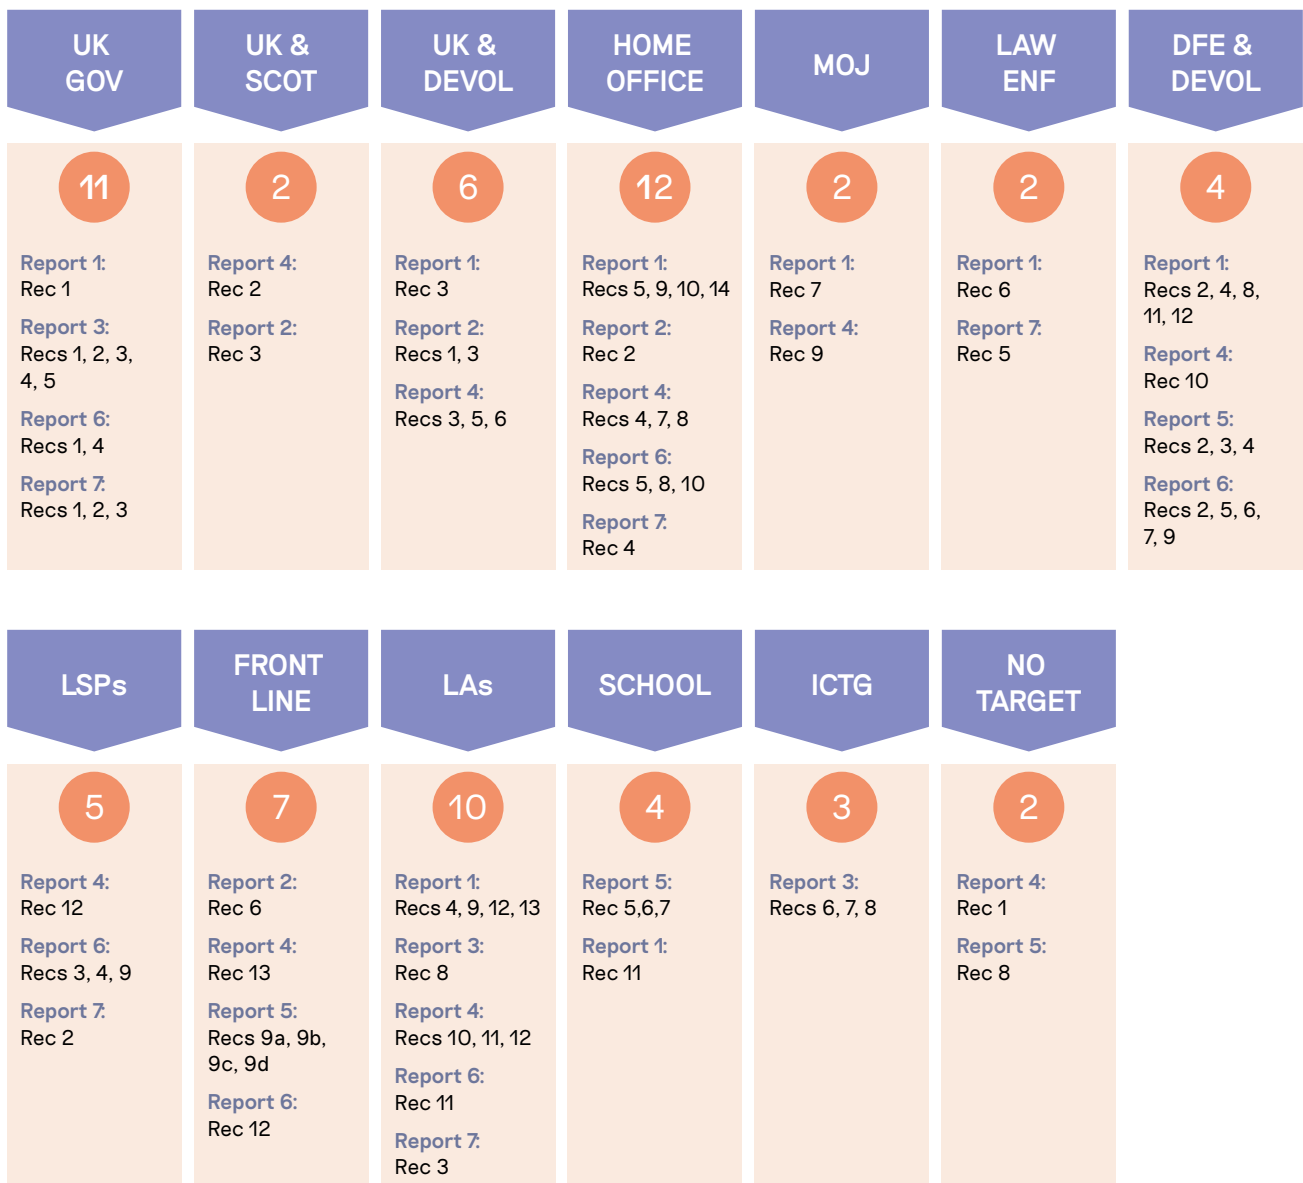 UK
GOV
11
Report 1:
Rec 1
Report 3:
Recs 1, 2, 3,
4, 5
Report 6:
Recs 1, 4
Report 7:
Recs 1, 2, 3
UK &
SCOT
2
Report 4:
Rec 2
Report 2:
Rec 3
UK &
DEVOL
6
Report 1:
Rec 3
Report 2:
Recs 1, 3
Report 4:
Recs 3, 5, 6
HOME
OFFICE
12
Report 1:
Recs 5, 9, 10, 14
Report 2:
Rec 2
Report 4:
Recs 4, 7, 8
Report 6:
Recs 5, 8, 10
Report 7:
Rec 4
MOJ
2
Report 1:
Rec 7
Report 4:
Rec 9
LAW
ENF
2
Report 1:
Rec 6
Report 7:
Rec 5
DFE &
DEVOL
4
Report 1:
Recs 2, 4, 8,
11, 12
Report 4:
Rec 10
Report 5:
Recs 2, 3, 4
Report 6:
Recs 2, 5, 6,
7, 9
LSPs
5
Report 4:
Rec 12
Report 6:
Recs 3, 4, 9
Report 7:
Rec 2
FRONT
LINE
7
Report 2:
Rec 6
Report 4:
Rec 13
Report 5:
Recs 9a, 9b,
9c, 9d
Report 6:
Rec 12
LAs
10
Report 1:
Recs 4, 9, 12, 13
Report 3:
Rec 8
Report 4:
Recs 10, 11, 12
Report 6:
Rec 11
Report 7:
Rec 3
SCHOOL
4
Report 5:
Rec 5,6,7
Report 1:
Rec 11
ICTG
3
Report 3:
Recs 6, 7, 8
NO
TARGET
2
Report 4:
Rec 1
Report 5:
Rec 8